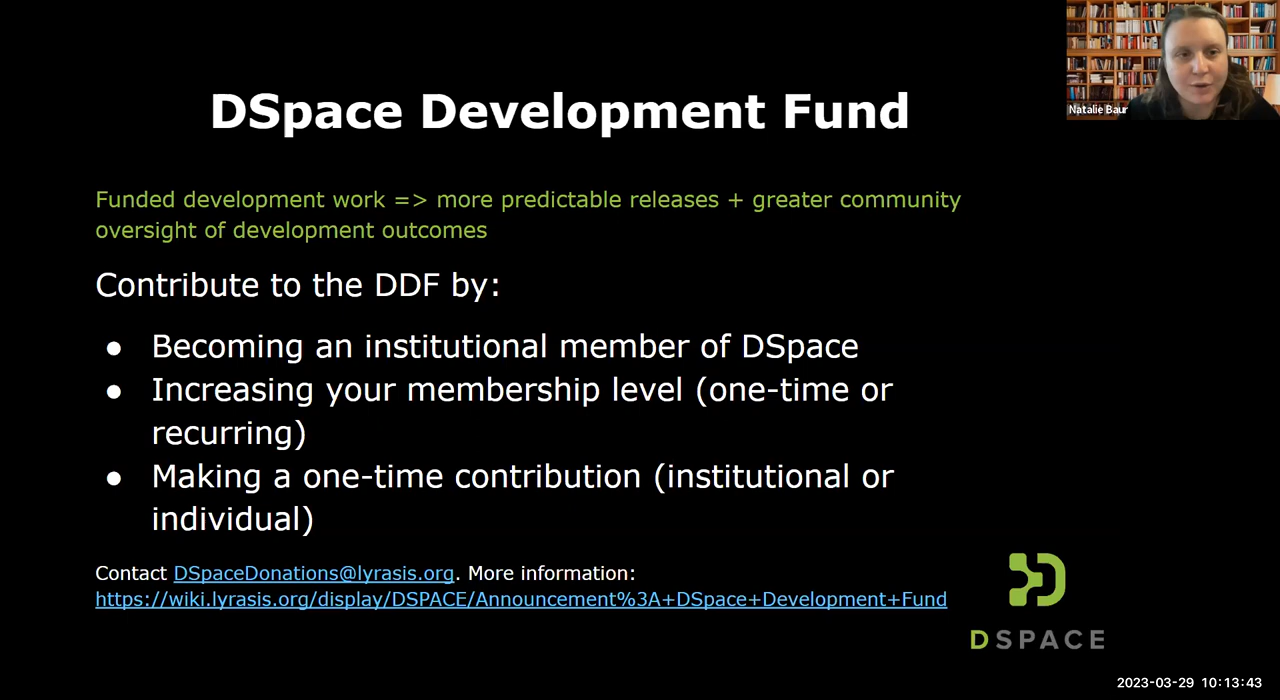 Natalie Baur
DSpace Development Fund
Funded development work => more predictable releases + greater community
oversight of development outcomes
Contribute to the DDF by:
● Becoming an institutional member of DSpace
● Increasing your membership level (one-time or
recurring)
● Making a one-time contribution (institutional or
individual)
Contact DSpaceDonations@lyrasis.org. More information:
https://wiki.lyrasis.org/display/DSPACE/Announcement%3A+DSpace+Development+Fund
DSPACE
2023-03-29 10:13:43